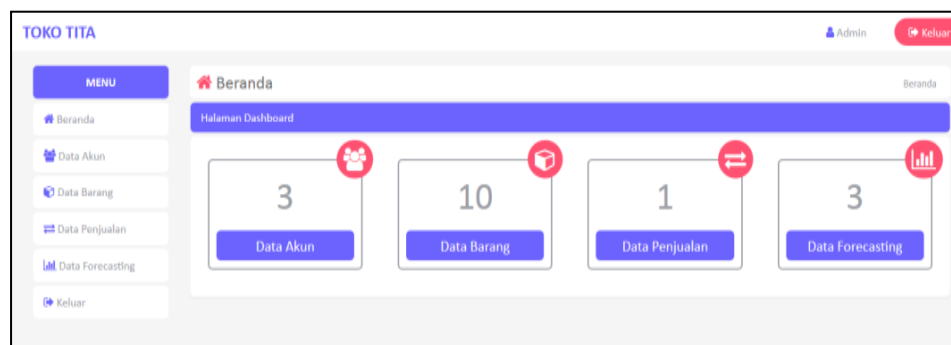 TOKO TITA
Admin
Keluar
MENU
Beranda
Data Akun
Data Barang
Data Penjualan
Data Forecasting
Keluar
Beranda
Beranda
Halaman Dashboard
3
Data Akun
10
Data Barang
1
Data Penjualan
3
Data Forecasting